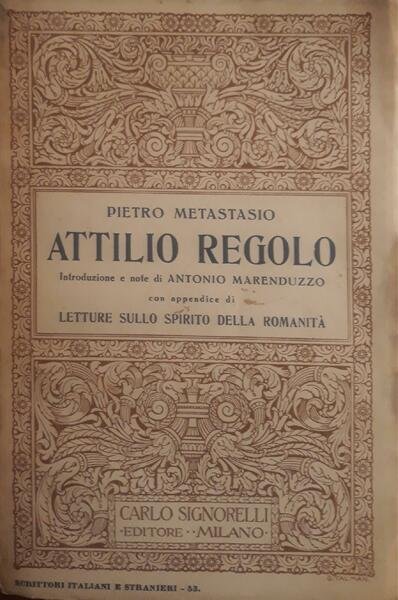 PIETRO METASTASIO
ATTILIO REGOLO
Introduzione e note di ANTONIO MARENDUZZO
con appendice di
LETTURE SULLO SPIRITO DELLA ROMANITÀ
CARLO SIGNORELLI
·EDITORE··MILANO·
SCRITTORI ITALIANI E STRANIERI - 53.